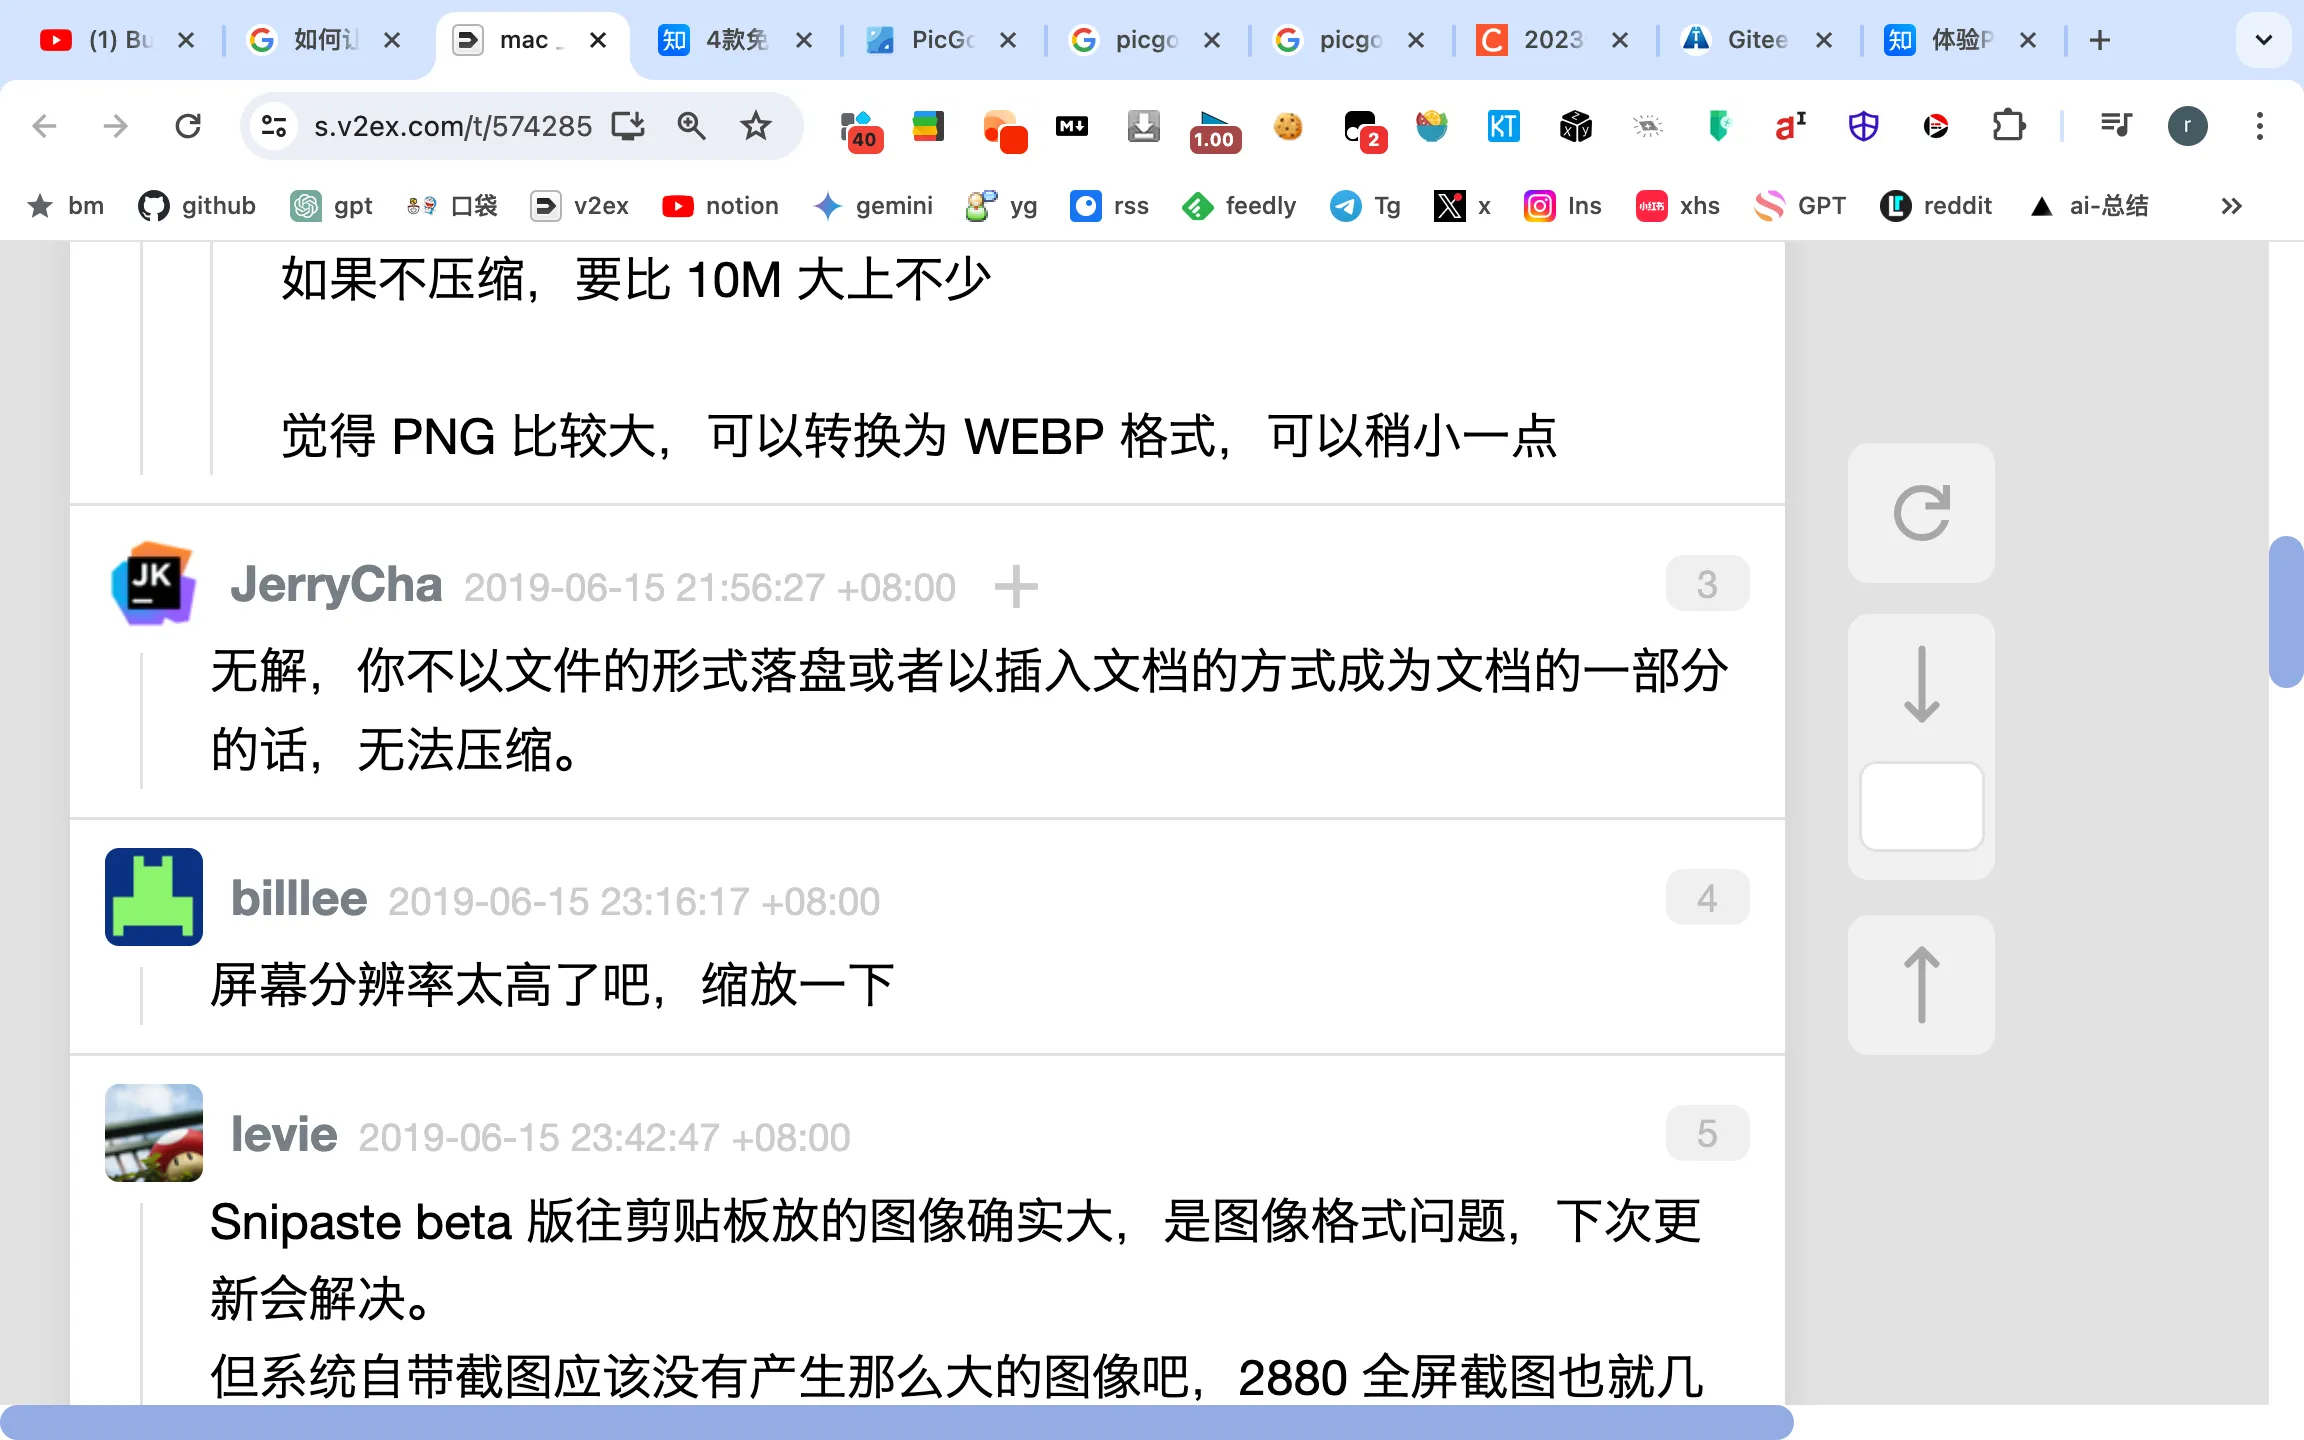 (1) Bu
如何让
mac _
4款免
PicGo
picgo
picgo
2023
Gitee
体验P
s.v2ex.com/t/574285
40
1.00
2
KT
r
bm
github
gpt
口袋
v2ex
notion
gemini
yg
rss
feedly
Tg
x
Ins
xhs
GPT
reddit
ai-总结
如果不压缩，要比 10M 大上不少
觉得 PNG 比较大，可以转换为 WEBP 格式，可以稍小一点
JK
JerryCha 2019-06-15 21:56:27 +08:00
3
无解，你不以文件的形式落盘或者以插入文档的方式成为文档的一部分
的话，无法压缩。
billlee 2019-06-15 23:16:17 +08:00
4
屏幕分辨率太高了吧，缩放一下
levie 2019-06-15 23:42:47 +08:00
5
Snipaste beta 版往剪贴板放的图像确实大，是图像格式问题，下次更
新会解决。
但系统自带截图应该没有产生那么大的图像吧，2880 全屏截图也就几